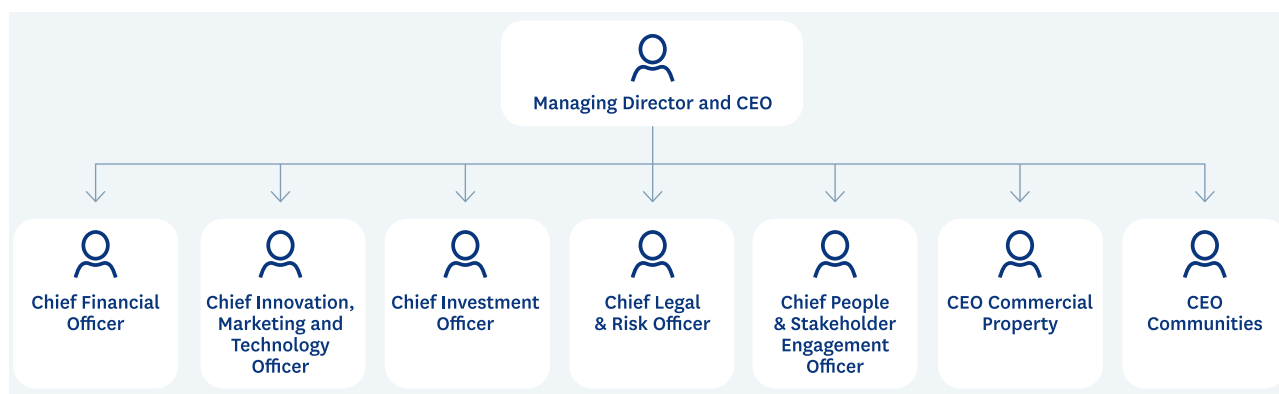 Managing Director and CEO
Chief Financial
Officer
Chief Innovation,
Marketing and
Technology
Officer
Chief Investment
Officer
Chief Legal
& Risk Officer
Chief People
& Stakeholder
Engagement
Officer
CEO Commercial
Property
CEO
Communities